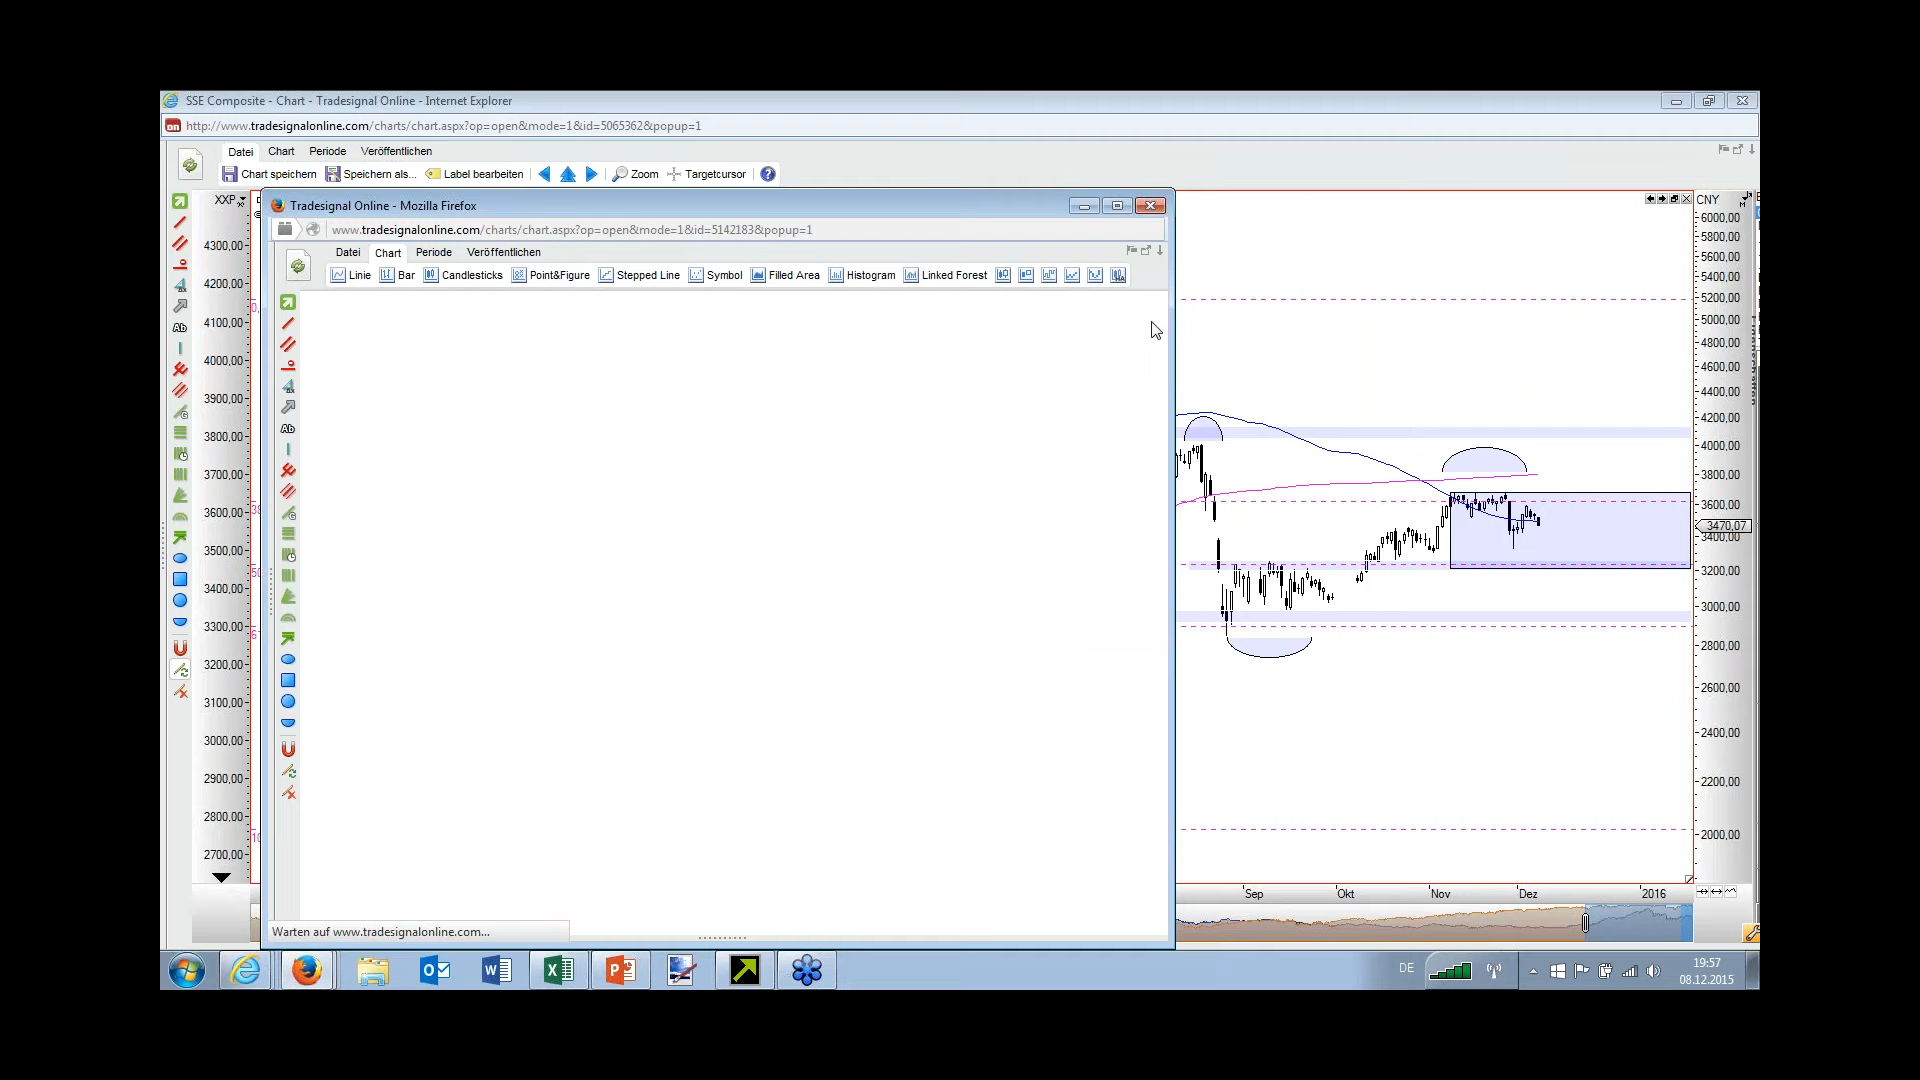 SSE Composite - Chart - Tradesignal Online - Internet Explorer
http://www.tradesignalonline.com/charts/chart.aspx?op=open&mode=1&id=5065362&popup=1
Datei Chart Periode Veröffentlichen
Chart speichern Speichern als... Label bearbeiten Zoom Targetcursor
XXP
CNY
Tradesignal Online - Mozilla Firefox
www.tradesignalonline.com/charts/chart.aspx?op=open&mode=1&id=5142183&popup=1
Datei Chart Periode Veröffentlichen
Linie Bar Candlesticks Point&Figure Stepped Line Symbol Filled Area Histogram Linked Forest
Ab
Ab
4300,00
4200,00
4100,00
4000,00
3900,00
3800,00
3700,00
3600,00
3500,00
3400,00
3300,00
3200,00
3100,00
3000,00
2900,00
2800,00
2700,00
6000,00
5800,00
5600,00
5400,00
5200,00
5000,00
4800,00
4600,00
4400,00
4200,00
4000,00
3800,00
3600,00
3470,07
3400,00
3200,00
3000,00
2800,00
2600,00
2400,00
2200,00
2000,00
Sep Okt Nov Dez 2016
Warten auf www.tradesignalonline.com...
DE
19:57
08.12.2015